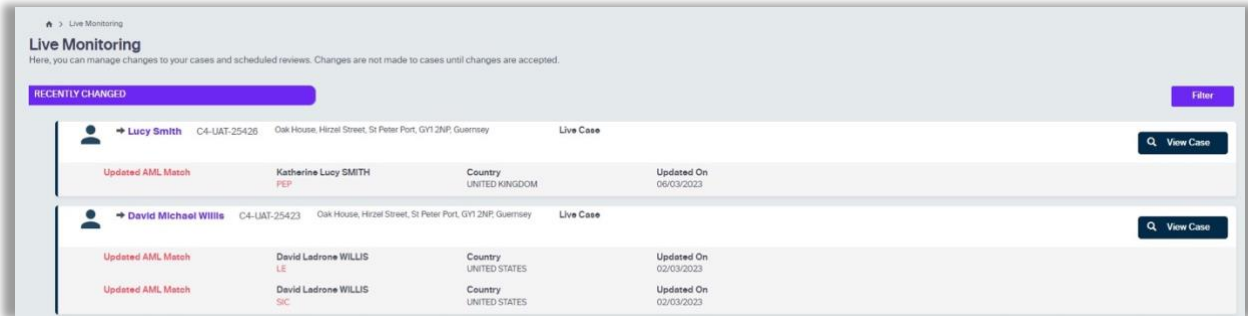 > Live Monitoring
Live Monitoring
Here, you can manage changes to your cases and scheduled reviews. Changes are not made to cases until changes are accepted.
RECENTLY CHANGED
Filter
Lucy Smith C4-UAT-25426 Oak House, Hirzel Street, St Peter Port, GY1 2NP, Guernsey Live Case
View Case
Updated AML Match Katherine Lucy SMITH Country Updated On
PEP UNITED KINGDOM 06/03/2023
David Michael Willis C4-UAT-25423 Oak House, Hirzel Street, St Peter Port, GY1 2NP, Guernsey Live Case
View Case
Updated AML Match David Ladrone WILLIS Country Updated On
LE UNITED STATES 02/03/2023
Updated AML Match David Ladrone WILLIS Country Updated On
SIC UNITED STATES 02/03/2023